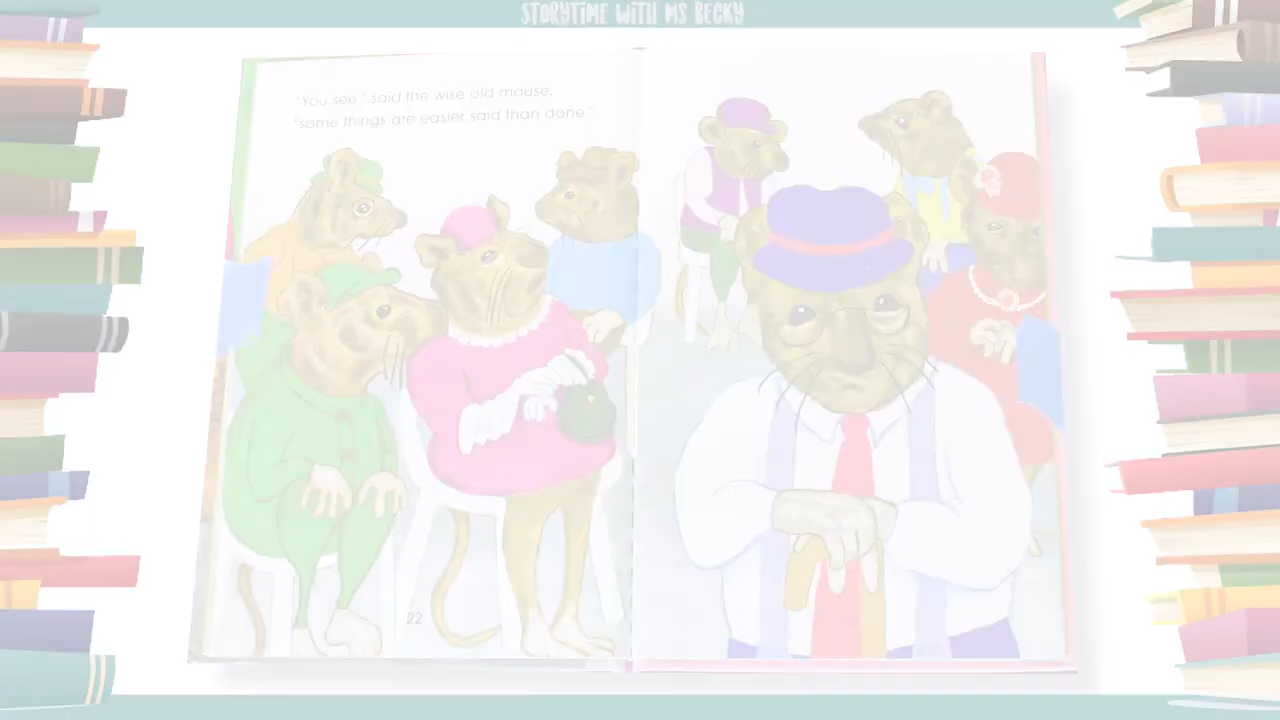 STORYTIME WITH MS BECKY
"You see," said the wise old mouse,
"some things are easier said than done."
22